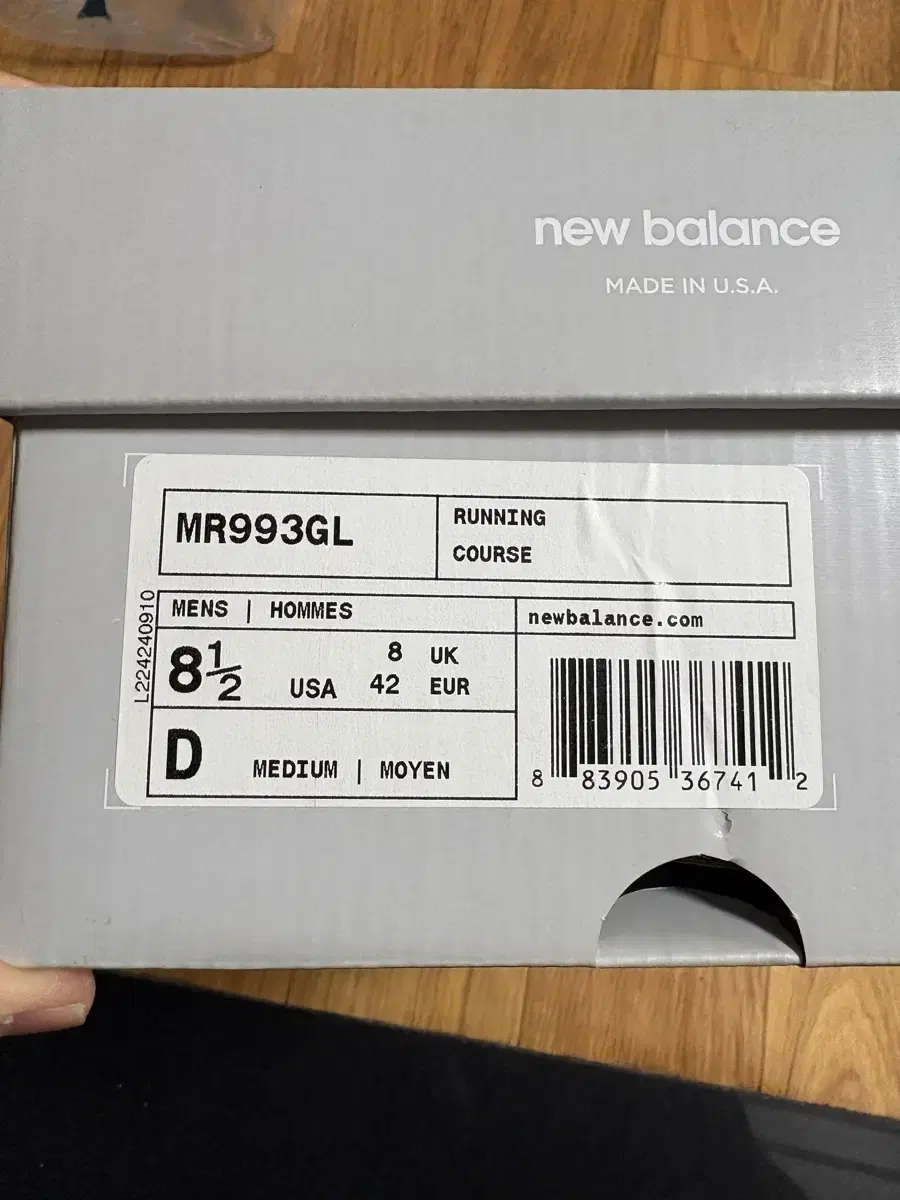 new balance
MADE IN U.S.A.
MR993GL
RUNNING
COURSE
L224240910
MENS | HOMMES
newbalance.com
8 1/2 USA 8 UK
42 EUR
D MEDIUM | MOYEN
8 83905 36741 2